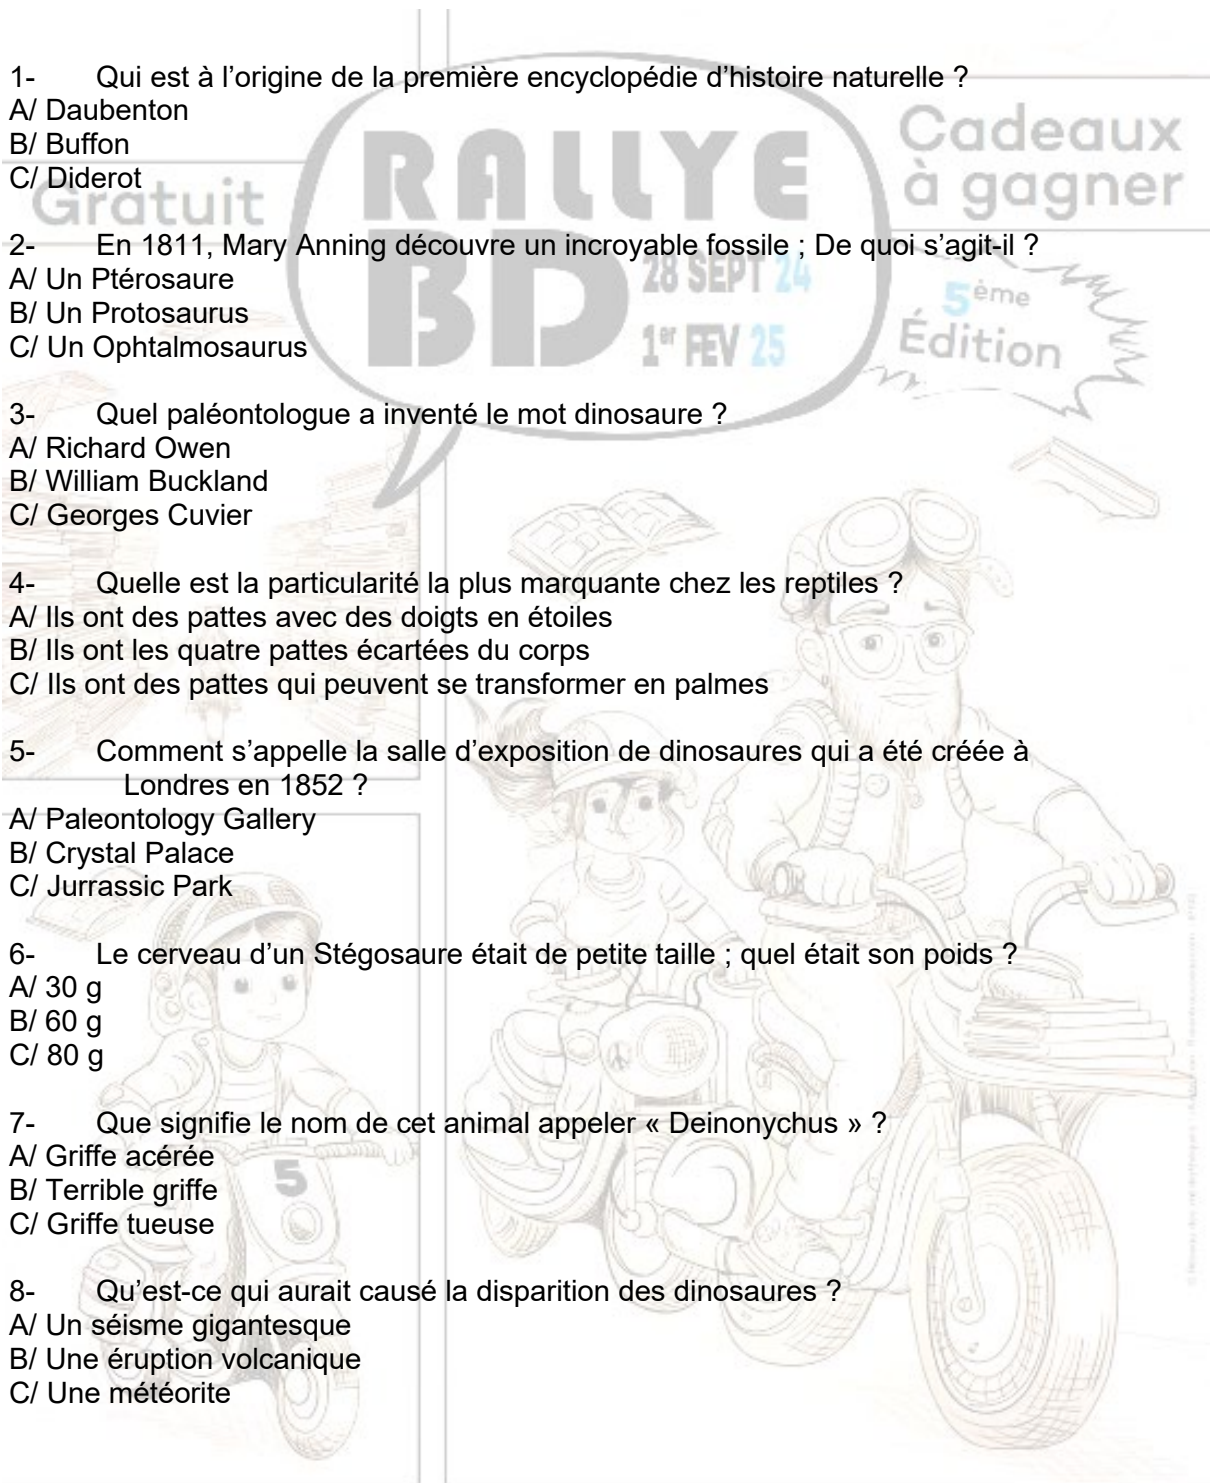 1- Qui est à l’origine de la première encyclopédie d’histoire naturelle ?
A/ Daubenton
B/ Buffon
C/ Diderot
Gratuit
RALLYE
BD
28 SEPT 24
1er FEV 25
Cadeaux
à gagner
5ème
Édition
2- En 1811, Mary Anning découvre un incroyable fossile ; De quoi s’agit-il ?
A/ Un Ptérosaure
B/ Un Protosaurus
C/ Un Ophtalmosaurus
3- Quel paléontologue a inventé le mot dinosaure ?
A/ Richard Owen
B/ William Buckland
C/ Georges Cuvier
4- Quelle est la particularité la plus marquante chez les reptiles ?
A/ Ils ont des pattes avec des doigts en étoiles
B/ Ils ont les quatre pattes écartées du corps
C/ Ils ont des pattes qui peuvent se transformer en palmes
5- Comment s’appelle la salle d’exposition de dinosaures qui a été créée à
Londres en 1852 ?
A/ Paleontology Gallery
B/ Crystal Palace
C/ Jurrassic Park
6- Le cerveau d’un Stégosaure était de petite taille ; quel était son poids ?
A/ 30 g
B/ 60 g
C/ 80 g
7- Que signifie le nom de cet animal appeler « Deinonychus » ?
A/ Griffe acérée
B/ Terrible griffe
C/ Griffe tueuse
5
8- Qu’est-ce qui aurait causé la disparition des dinosaures ?
A/ Un séisme gigantesque
B/ Une éruption volcanique
C/ Une météorite